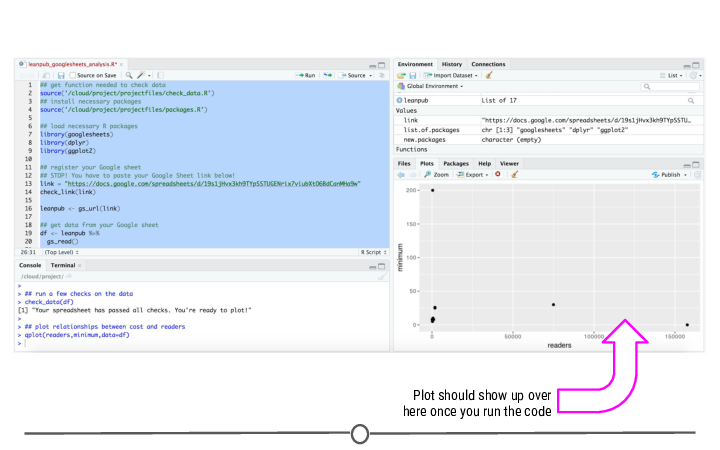 leanpub_googlesheets_analysis.R* ×
Source on Save
Run
Source
1 ## get function needed to check data
2 source('/cloud/project/projectfiles/check_data.R')
3 ## install necessary packages
4 source('/cloud/project/projectfiles/packages.R')
5
6 ## load necessary R packages
7 library(googlesheets)
8 library(dplyr)
9 library(ggplot2)
10
11 ## register your Google sheet
12 ## STOP! You have to paste your Google Sheet link below!
13 link = "https://docs.google.com/spreadsheets/d/19s1jHvx3kh9TYpSSTUGENrix7viubXtO6BdCanMHa9w"
14 check_link(link)
15
16 leanpub <- gs_url(link)
17
18 ## get data from your Google sheet
19 df <- leanpub %>%
20 gs_read()
26:31 (Top Level) R Script
Console Terminal ×
/cloud/project/
>
> ## run a few checks on the data
> check_data(df)
[1] "Your spreadsheet has passed all checks. You're ready to plot!"
>
> ## plot relationships between cost and readers
> qplot(readers,minimum,data=df)
>
Environment History Connections
Import Dataset
List
Global Environment
leanpub List of 17
Values
link "https://docs.google.com/spreadsheets/d/19s1jHvx3kh9TYpSSTU…
list.of.packages chr [1:3] "googlesheets" "dplyr" "ggplot2"
new.packages character (empty)
Functions
Files Plots Packages Help Viewer
Zoom Export Publish
200
150
100
50
0
minimum
0 50000 100000 150000
readers
Plot should show up over
here once you run the code